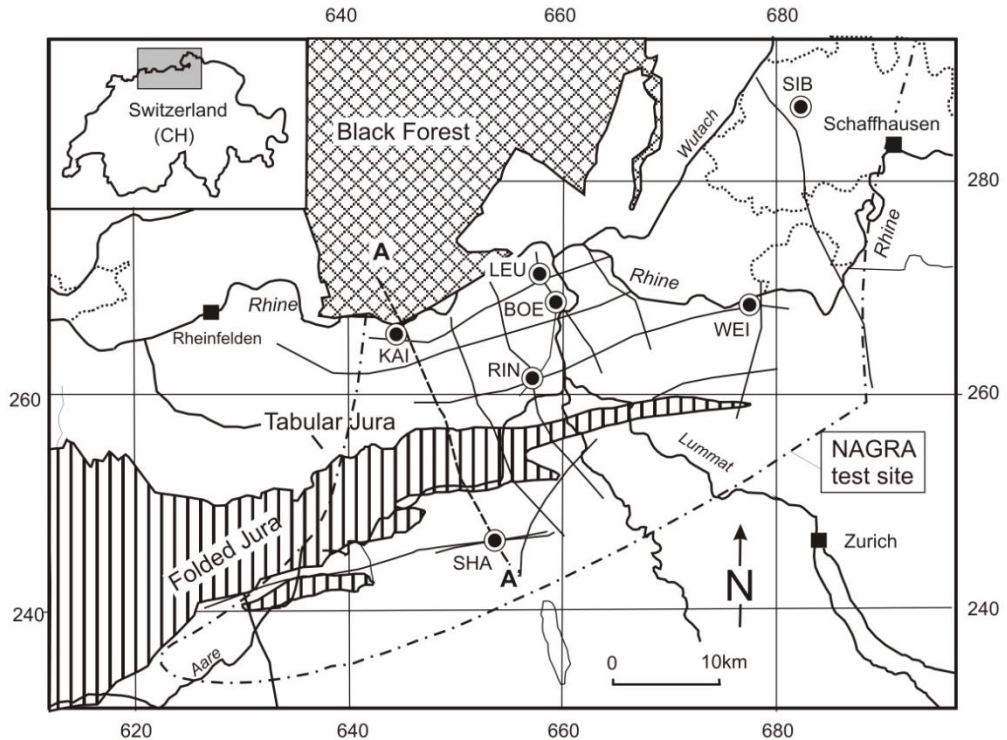 640
660
680
Switzerland
(CH)
Black Forest
Wutach
SIB
Schaffhausen
280
280
A
LEU
Rhine
Rhine
BOE
Rhine
WEI
Rheinfelden
KAI
RIN
260
260
Tabular Jura
NAGRA
test site
Lummat
Folded Jura
Zurich
SHA
A
N
240
240
Aare
0
10km
620
640
660
680